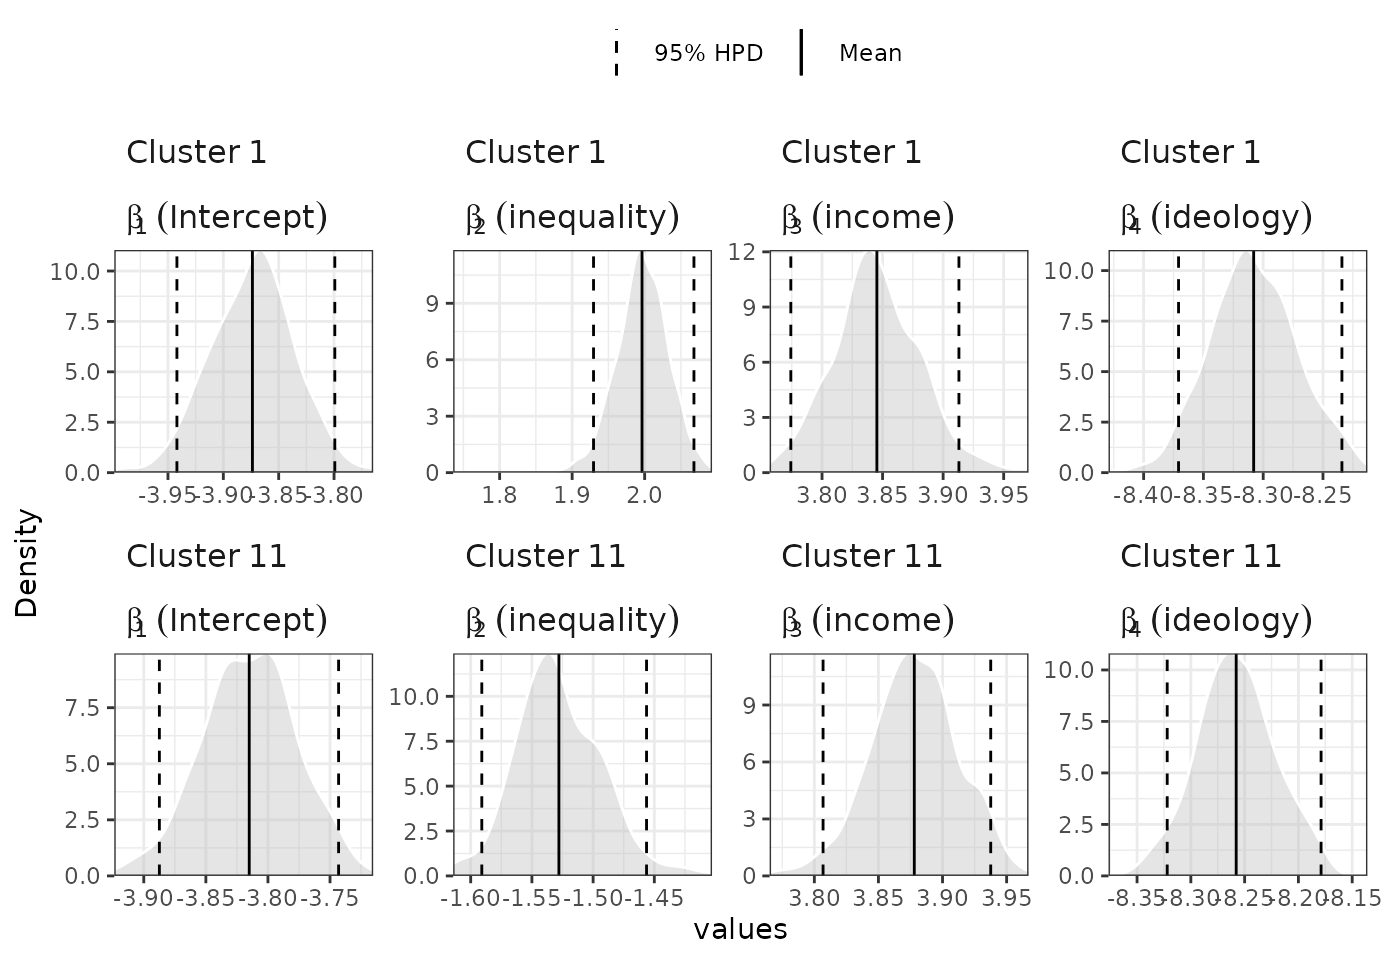 95% HPD Mean
Cluster 1 Cluster 1 Cluster 1 Cluster 1
β1 (Intercept) β2 (inequality) β3 (income) β4 (ideology)
10.0
7.5
5.0
2.5
0.0
-3.95 -3.90 -3.85 -3.80
9
6
3
0
1.8 1.9 2.0
12
9
6
3
0
3.80 3.85 3.90 3.95
10.0
7.5
5.0
2.5
0.0
-8.40 -8.35 -8.30 -8.25
Density
Cluster 11 Cluster 11 Cluster 11 Cluster 11
β1 (Intercept) β2 (inequality) β3 (income) β4 (ideology)
7.5
5.0
2.5
0.0
-3.90 -3.85 -3.80 -3.75
10.0
7.5
5.0
2.5
0.0
-1.60 -1.55 -1.50 -1.45
9
6
3
0
3.80 3.85 3.90 3.95
10.0
7.5
5.0
2.5
0.0
-8.35 -8.30 -8.25 -8.20 -8.15
values